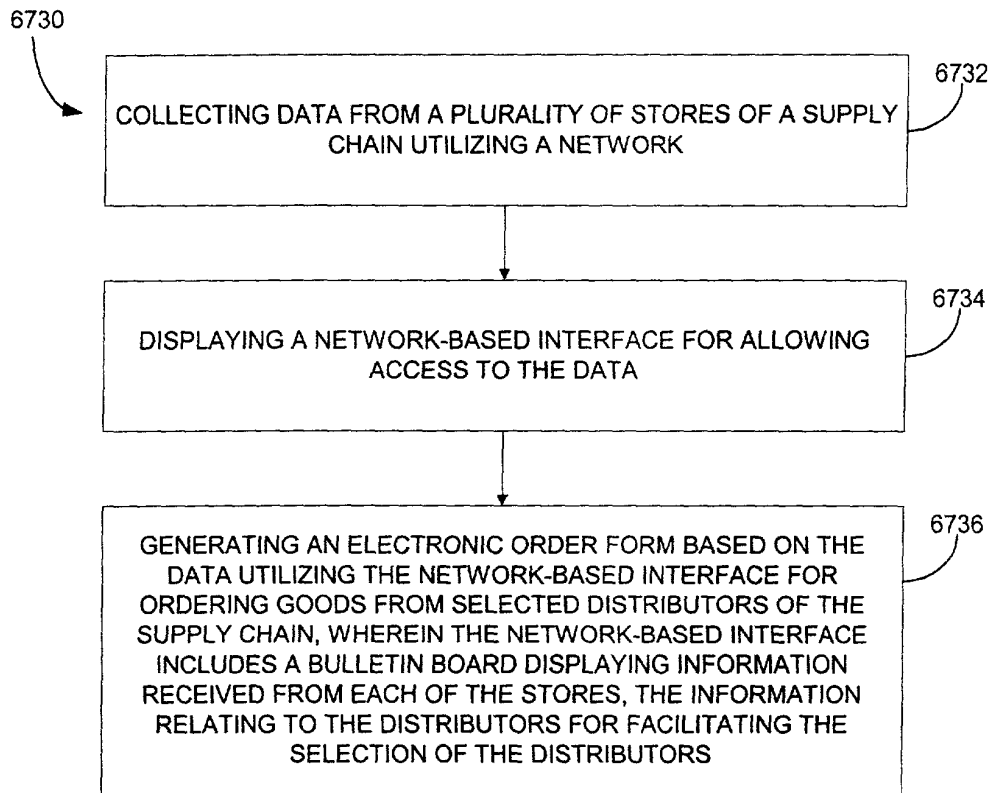 6730
6732
COLLECTING DATA FROM A PLURALITY OF STORES OF A SUPPLY
CHAIN UTILIZING A NETWORK
6734
DISPLAYING A NETWORK-BASED INTERFACE FOR ALLOWING
ACCESS TO THE DATA
6736
GENERATING AN ELECTRONIC ORDER FORM BASED ON THE
DATA UTILIZING THE NETWORK-BASED INTERFACE FOR
ORDERING GOODS FROM SELECTED DISTRIBUTORS OF THE
SUPPLY CHAIN, WHEREIN THE NETWORK-BASED INTERFACE
INCLUDES A BULLETIN BOARD DISPLAYING INFORMATION
RECEIVED FROM EACH OF THE STORES, THE INFORMATION
RELATING TO THE DISTRIBUTORS FOR FACILITATING THE
SELECTION OF THE DISTRIBUTORS